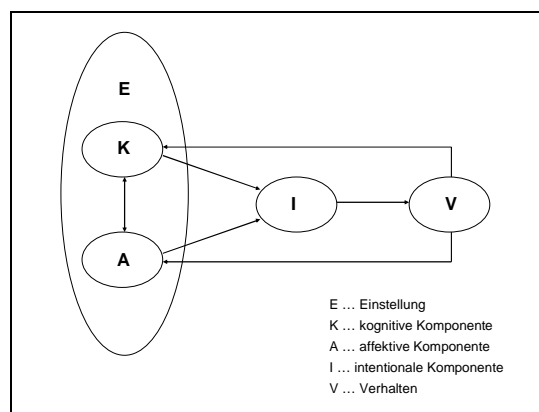 E
K
I
V
A
E … Einstellung
K … kognitive Komponente
A … affektive Komponente
I … intentionale Komponente
V … Verhalten